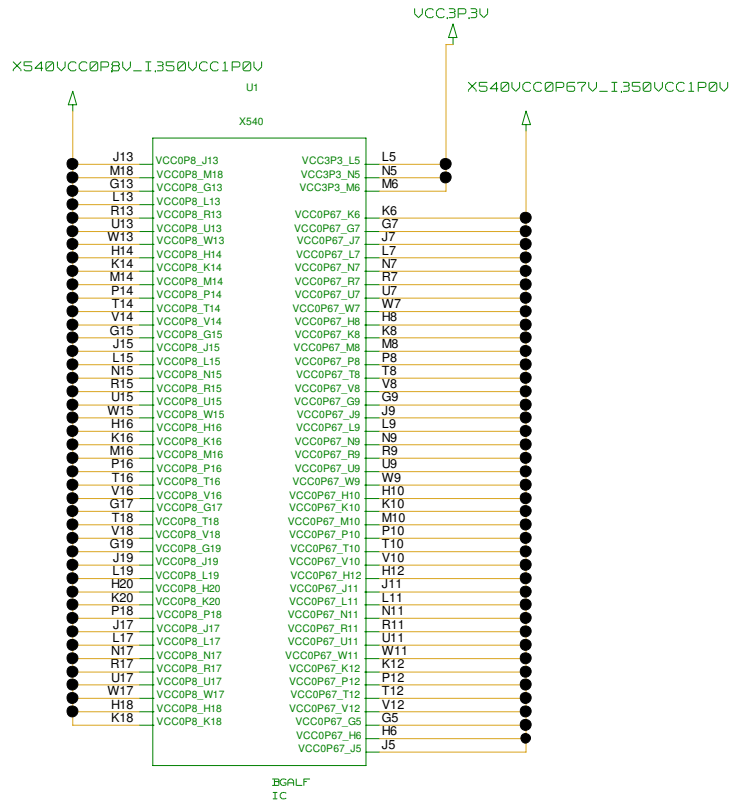 VCC3P3V
X540VCC0P8V_I350VCC1P0V
X540VCC0P67V_I350VCC1P0V
U1
X540
J13 VCC0P8_J13 VCC3P3_L5 L5
M18 VCC0P8_M18 VCC3P3_N5 N5
G13 VCC0P8_G13 VCC3P3_M6 M6
L13 VCC0P8_L13
R13 VCC0P8_R13 VCC0P67_K6 K6
U13 VCC0P8_U13 VCC0P67_G7 G7
W13 VCC0P8_W13 VCC0P67_J7 J7
H14 VCC0P8_H14 VCC0P67_L7 L7
K14 VCC0P8_K14 VCC0P67_N7 N7
M14 VCC0P8_M14 VCC0P67_R7 R7
P14 VCC0P8_P14 VCC0P67_U7 U7
T14 VCC0P8_T14 VCC0P67_W7 W7
V14 VCC0P8_V14 VCC0P67_H8 H8
G15 VCC0P8_G15 VCC0P67_K8 K8
J15 VCC0P8_J15 VCC0P67_M8 M8
L15 VCC0P8_L15 VCC0P67_P8 P8
N15 VCC0P8_N15 VCC0P67_T8 T8
R15 VCC0P8_R15 VCC0P67_V8 V8
U15 VCC0P8_U15 VCC0P67_G9 G9
W15 VCC0P8_W15 VCC0P67_J9 J9
H16 VCC0P8_H16 VCC0P67_L9 L9
K16 VCC0P8_K16 VCC0P67_N9 N9
M16 VCC0P8_M16 VCC0P67_R9 R9
P16 VCC0P8_P16 VCC0P67_U9 U9
T16 VCC0P8_T16 VCC0P67_W9 W9
V16 VCC0P8_V16 VCC0P67_H10 H10
G17 VCC0P8_G17 VCC0P67_K10 K10
T18 VCC0P8_T18 VCC0P67_M10 M10
V18 VCC0P8_V18 VCC0P67_P10 P10
G19 VCC0P8_G19 VCC0P67_T10 T10
J19 VCC0P8_J19 VCC0P67_V10 V10
L19 VCC0P8_L19 VCC0P67_H12 H12
H20 VCC0P8_H20 VCC0P67_J11 J11
K20 VCC0P8_K20 VCC0P67_L11 L11
P18 VCC0P8_P18 VCC0P67_N11 N11
J17 VCC0P8_J17 VCC0P67_R11 R11
L17 VCC0P8_L17 VCC0P67_U11 U11
N17 VCC0P8_N17 VCC0P67_W11 W11
R17 VCC0P8_R17 VCC0P67_K12 K12
U17 VCC0P8_U17 VCC0P67_P12 P12
W17 VCC0P8_W17 VCC0P67_T12 T12
H18 VCC0P8_H18 VCC0P67_V12 V12
K18 VCC0P8_K18 VCC0P67_G5 G5
VCC0P67_H6 H6
VCC0P67_J5 J5
BGALF
IC